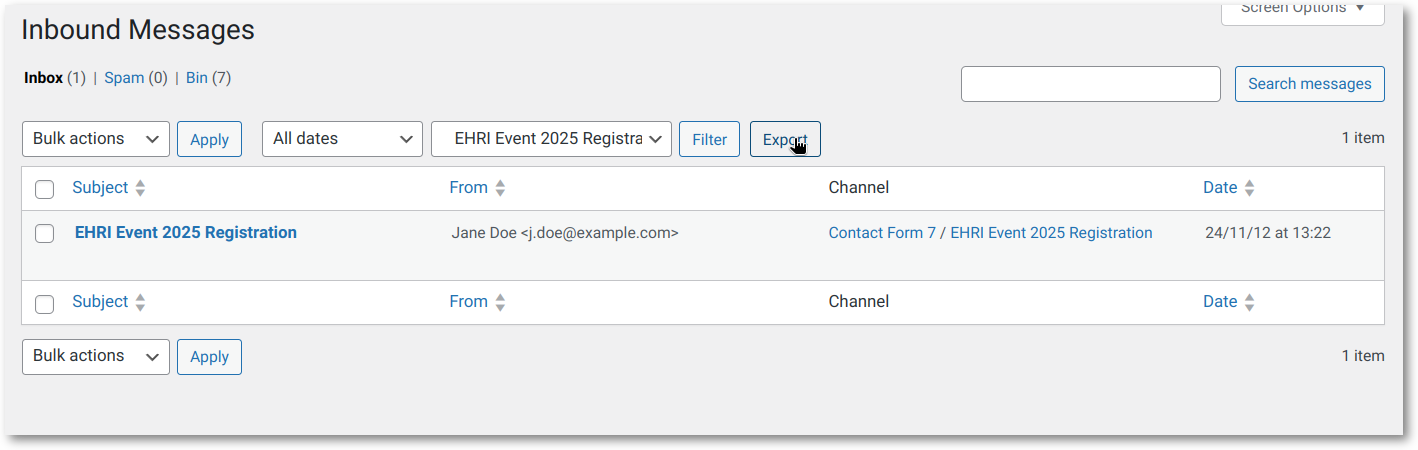 Screen Options
Inbound Messages
Inbox (1) | Spam (0) | Bin (7)
Search messages
Bulk actions Apply All dates EHRI Event 2025 Registra Filter Export 1 item
Subject From Channel Date
EHRI Event 2025 Registration Jane Doe <j.doe@example.com> Contact Form 7 / EHRI Event 2025 Registration 24/11/12 at 13:22
Subject From Channel Date
Bulk actions Apply 1 item